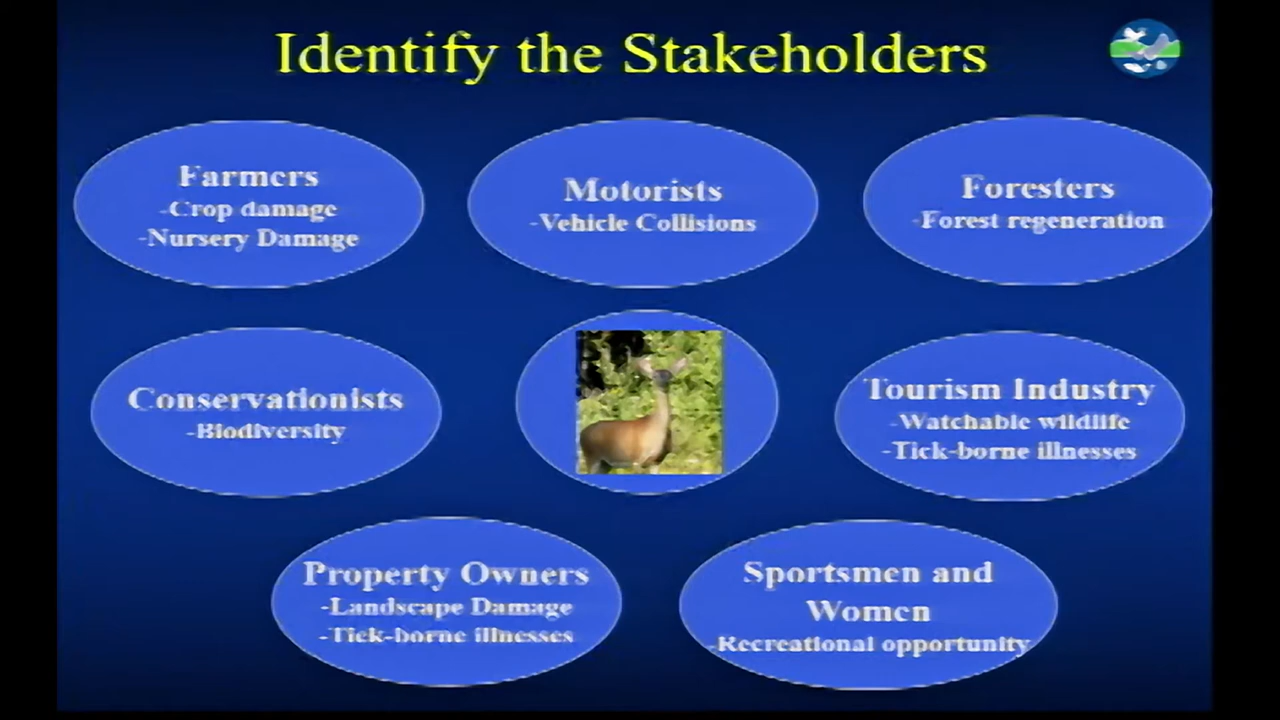 Identify the Stakeholders
Farmers
-Crop damage
-Nursery Damage
Motorists
-Vehicle Collisions
Foresters
-Forest regeneration
Conservationists
-Biodiversity
Tourism Industry
-Watchable wildlife
-Tick-borne illnesses
Property Owners
-Landscape Damage
-Tick-borne illnesses
Sportsmen and
Women
-Recreational opportunity